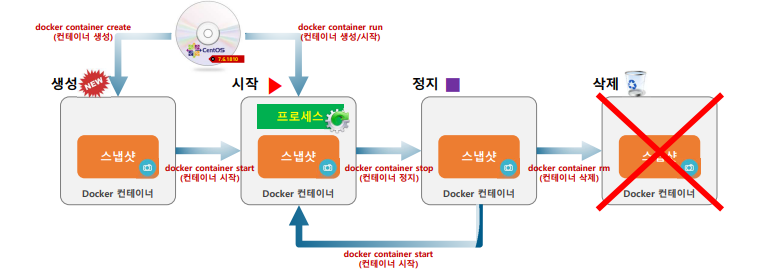 docker container create
(컨테이너 생성)
docker container run
(컨테이너 생성/시작)
CentOS
7.6.1810
생성
NEW
시작
정지
삭제
프로세스
스냅샷
스냅샷
스냅샷
스냅샷
docker container start
(컨테이너 시작)
docker container stop
(컨테이너 정지)
docker container rm
(컨테이너 삭제)
Docker 컨테이너
Docker 컨테이너
Docker 컨테이너
Docker 컨테이너
docker container start
(컨테이너 시작)